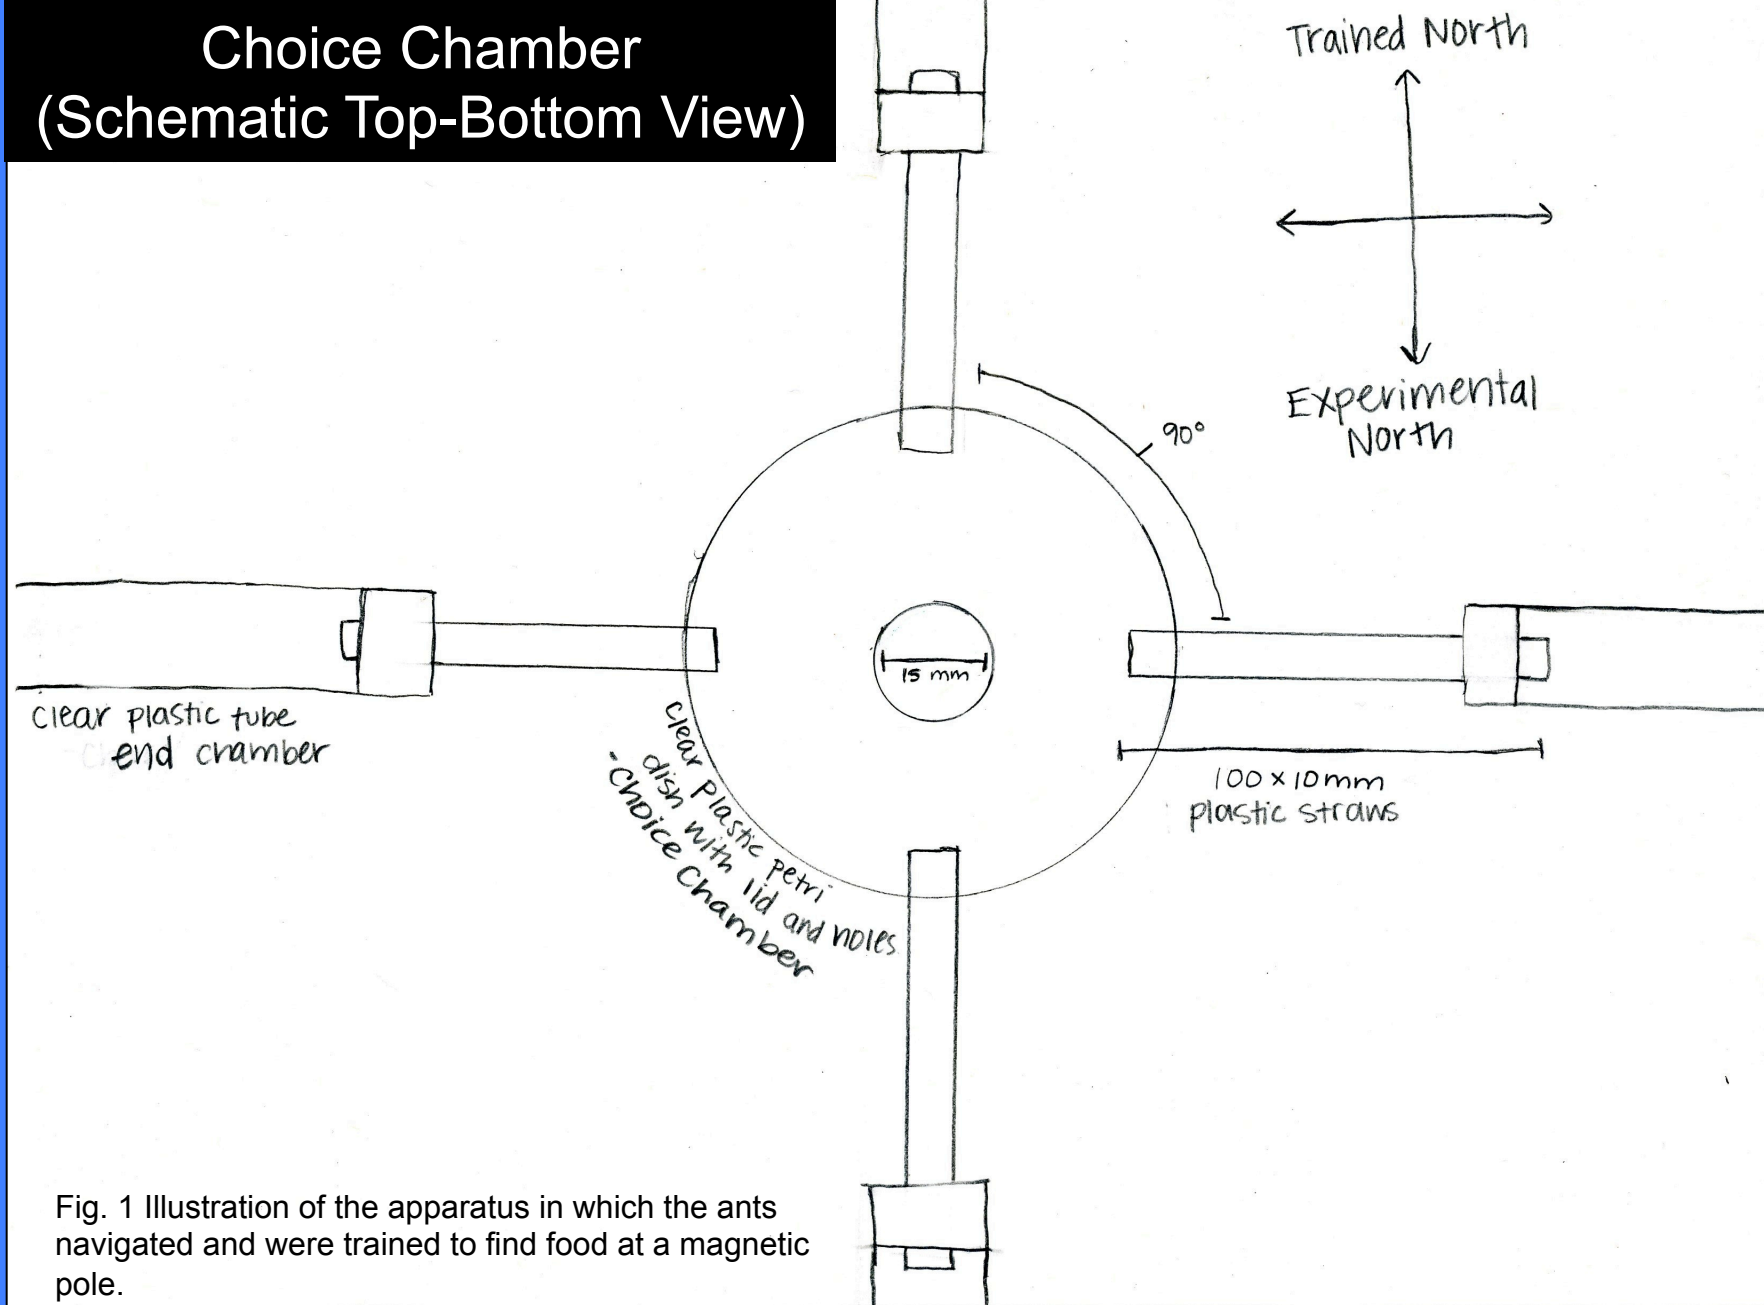 Choice Chamber
(Schematic Top-Bottom View)
Trained North
Experimental
North
90°
15 mm
clear plastic tube
end chamber
100 x 10mm
plastic straws
clear plastic petri
dish with lid and holes
-Choice Chamber
Fig. 1 Illustration of the apparatus in which the ants
navigated and were trained to find food at a magnetic
pole.